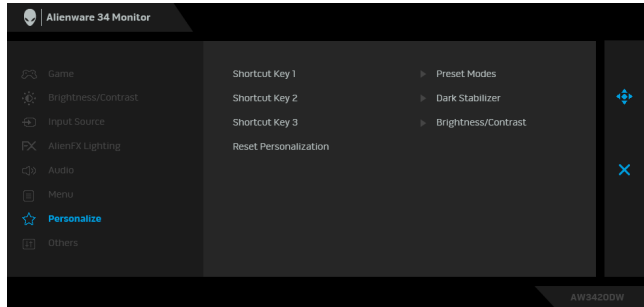 Alienware 34 Monitor
Game
Brightness/Contrast
Input Source
AlienFX Lighting
Audio
Menu
Personalize
Others
Shortcut Key 1 Preset Modes
Shortcut Key 2 Dark Stabilizer
Shortcut Key 3 Brightness/Contrast
Reset Personalization
AW3420DW